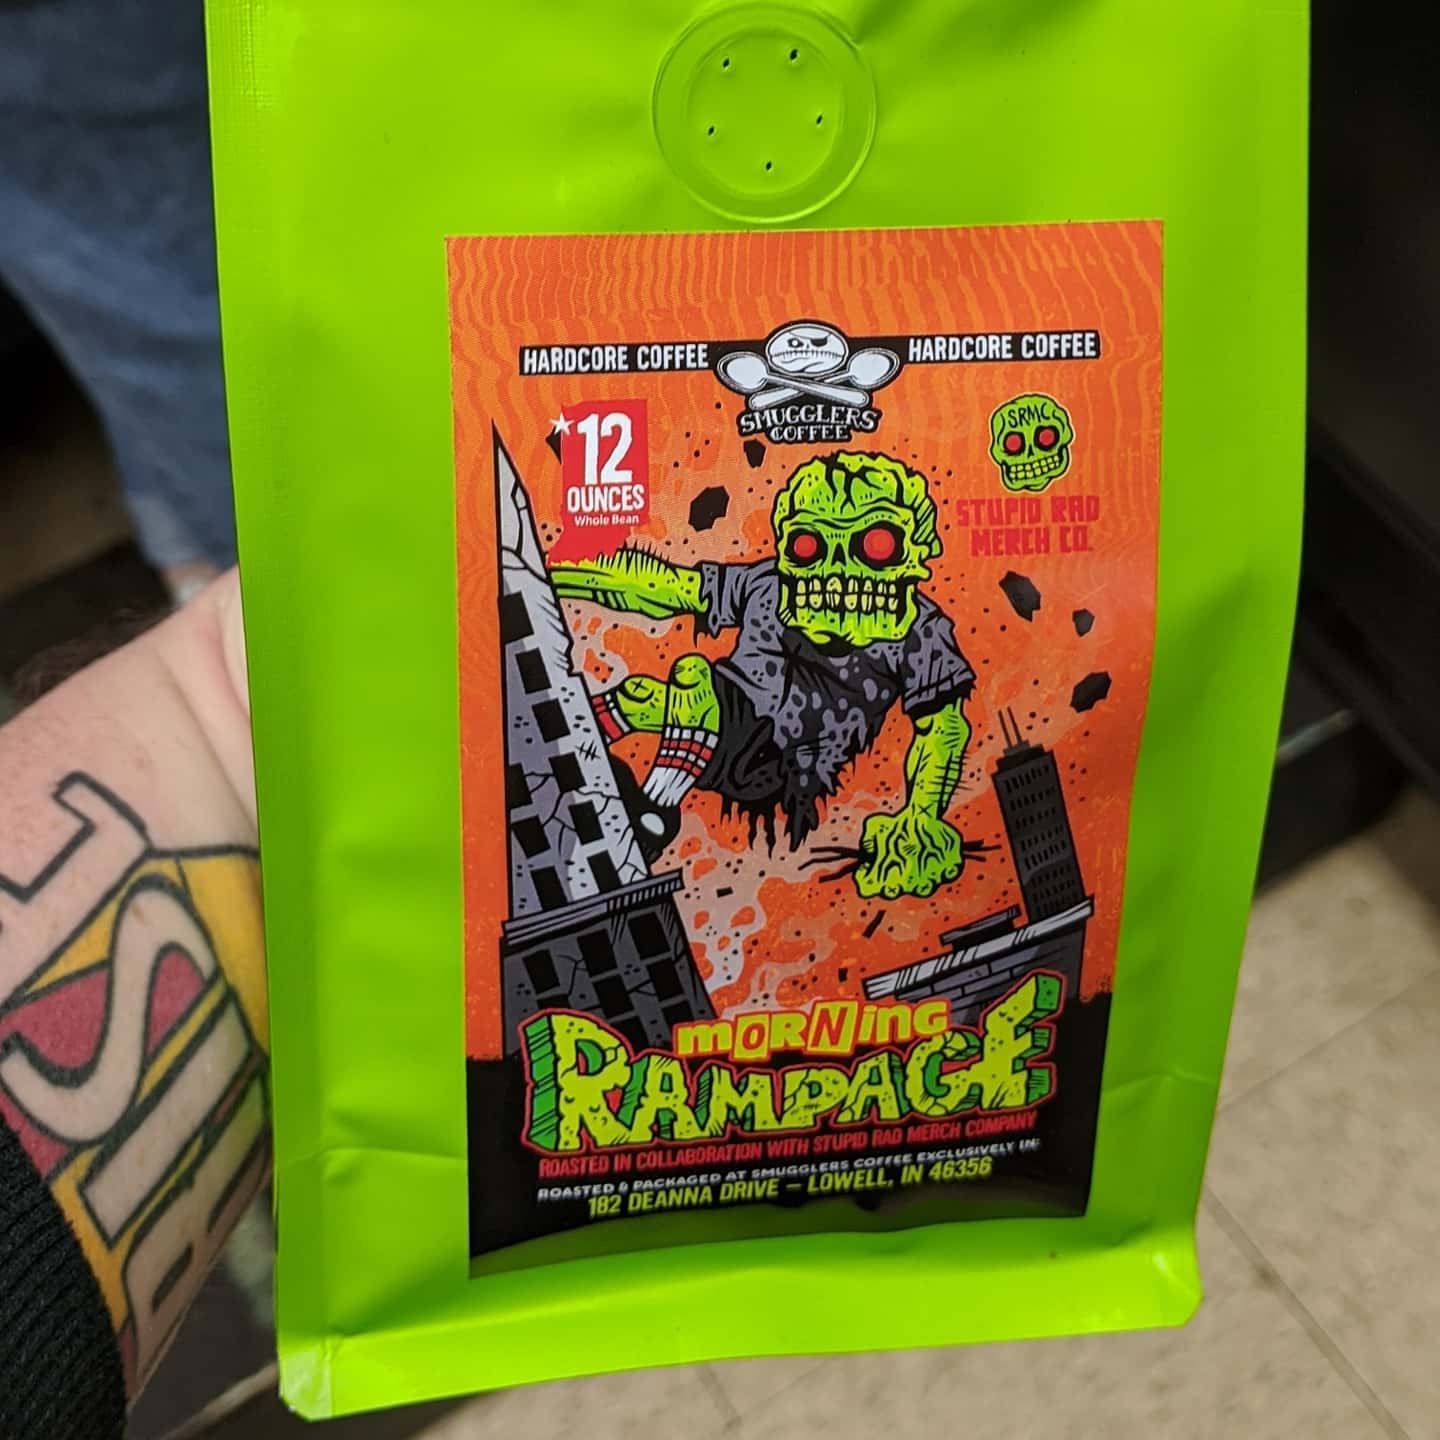 HARDCORE COFFEE
HARDCORE COFFEE
SMUGGLERS
COFFEE
12
OUNCES
Whole Bean
SRMC
STUPID RAD
MERCH CO.
mORNing
RAMPAGE
ROASTED IN COLLABORATION WITH STUPID RAD MERCH COMPANY
ROASTED & PACKAGED AT SMUGGLERS COFFEE EXCLUSIVELY IN:
182 DEANNA DRIVE – LOWELL, IN 46356